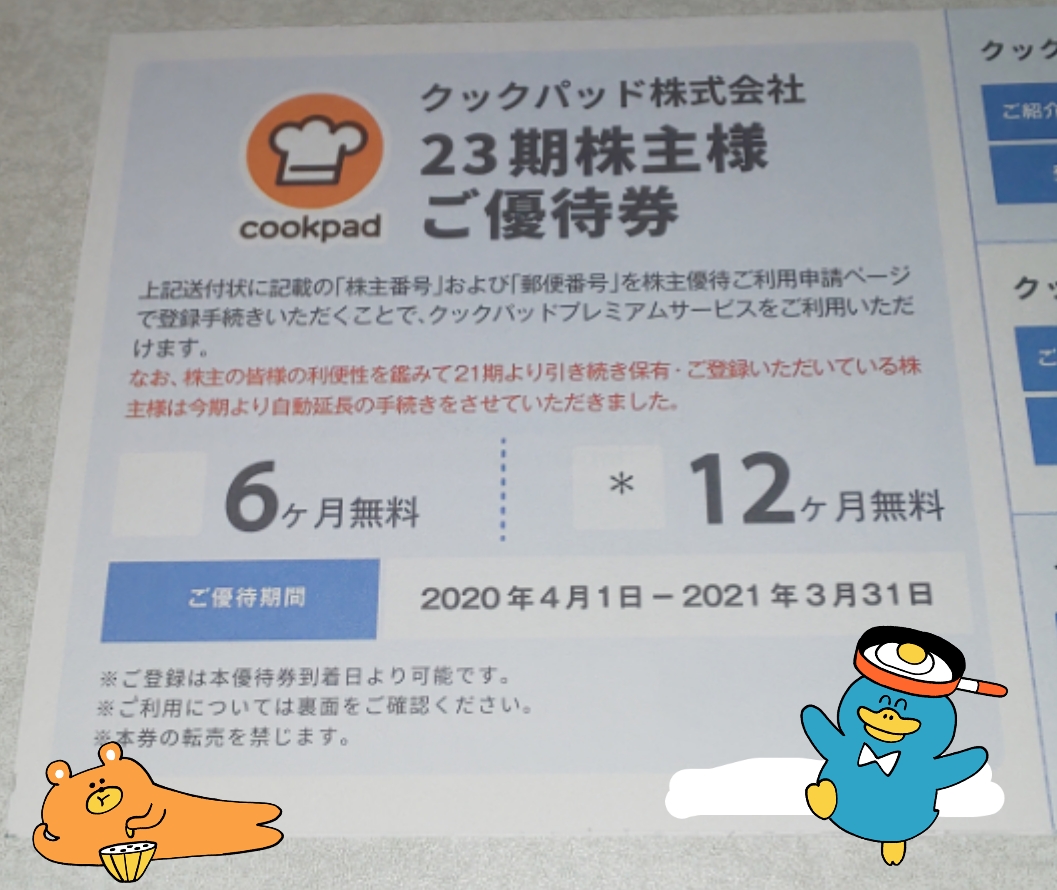 cookpad
クックパッド株式会社
23期株主様
ご優待券
上記送付状に記載の「株主番号」および「郵便番号」を株主優待ご利用申請ページ
で登録手続きいただくことで、クックパッドプレミアムサービスをご利用いただ
けます。
なお、株主の皆様の利便性を鑑みて21期より引き続き保有・ご登録いただいている株
主様は今期より自動延長の手続きをさせていただきました。
6ヶ月無料
＊ 12ヶ月無料
ご優待期間 2020年4月1日−2021年3月31日
※ご登録は本優待券到着日より可能です。
※ご利用については裏面をご確認ください。
※本券の転売を禁じます。
クック
ご紹介
クッ
ご